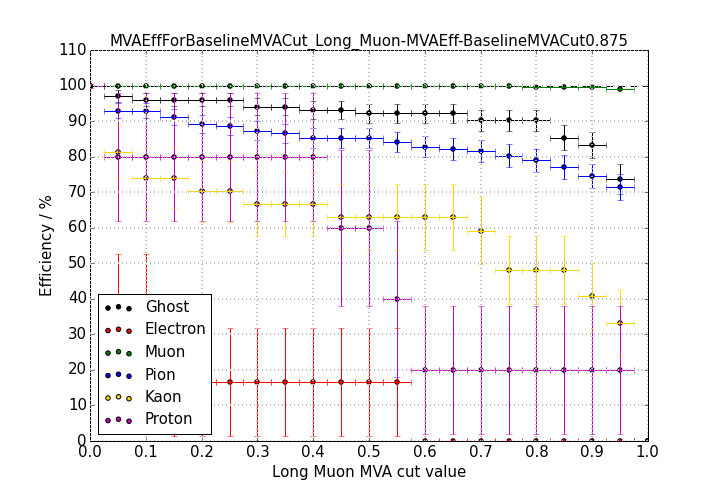 MVAEffForBaselineMVACut_Long_Muon-MVAEff-BaselineMVACut0.875
110
100
90
80
70
60
50
40
30
20
10
0
Efficiency / %
Ghost
Electron
Muon
Pion
Kaon
Proton
0.0 0.1 0.2 0.3 0.4 0.5 0.6 0.7 0.8 0.9 1.0
Long Muon MVA cut value